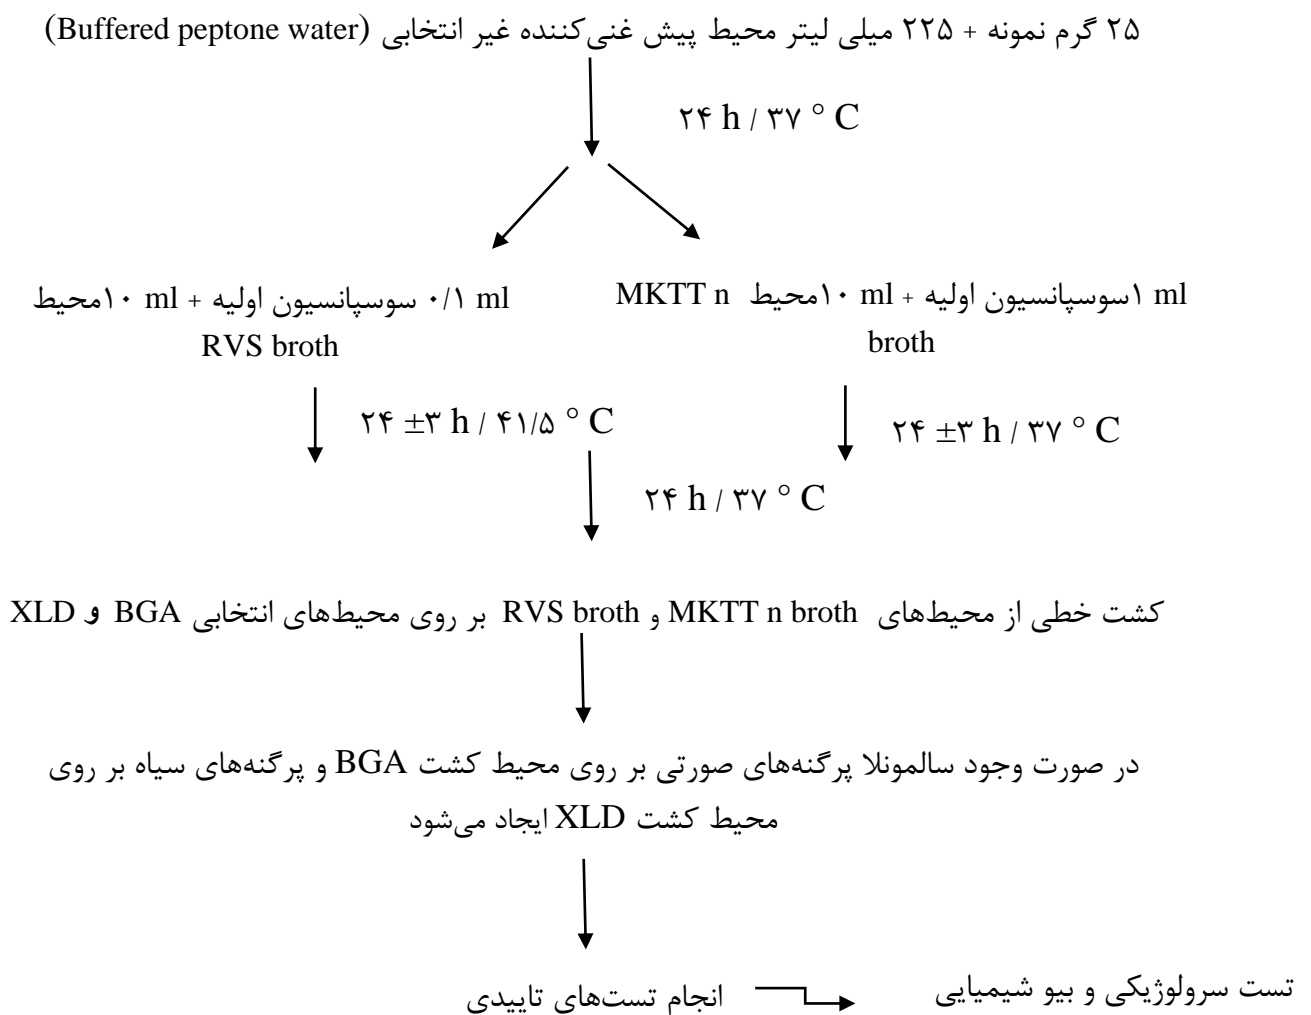 ۲۵ گرم نمونه + ۲۲۵ میلی لیتر محیط پیش غنی‌کننده غیر انتخابی (Buffered peptone water)
۲۴ h / ۳۷ ° C
۱ ml سوسپانسیون اولیه + ۱۰ ml محیط MKTT n
broth
۰/۱ ml سوسپانسیون اولیه + ۱۰ ml محیط
RVS broth
۲۴ ±۳ h / ۳۷ ° C
۲۴ ±۳ h / ۴۱/۵ ° C
۲۴ h / ۳۷ ° C
کشت خطی از محیط‌های MKTT n broth و RVS broth بر روی محیط‌های انتخابی BGA و XLD
در صورت وجود سالمونلا پرگنه‌های صورتی بر روی محیط کشت BGA و پرگنه‌های سیاه بر روی
محیط کشت XLD ایجاد می‌شود
انجام تست‌های تاییدی
تست سرولوژیکی و بیو شیمیایی